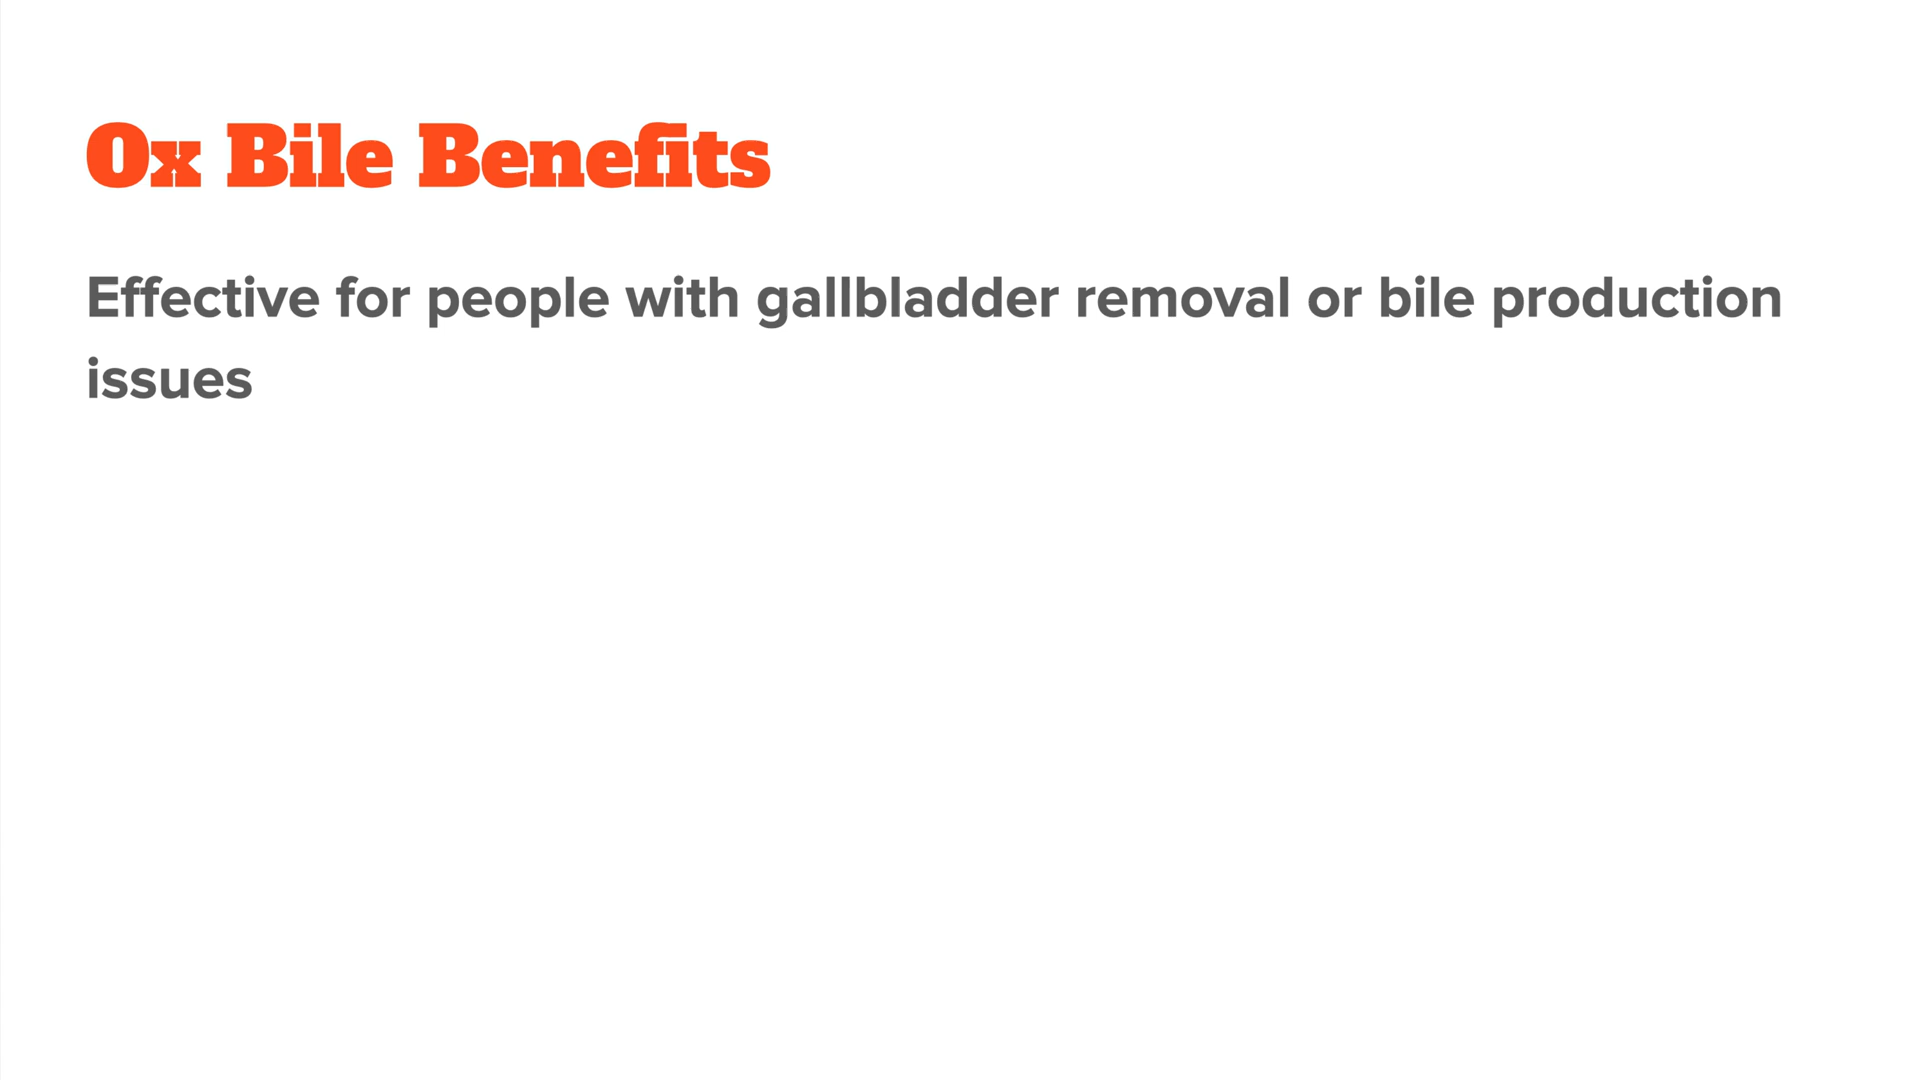 Ox Bile Benefits
Effective for people with gallbladder removal or bile production
issues